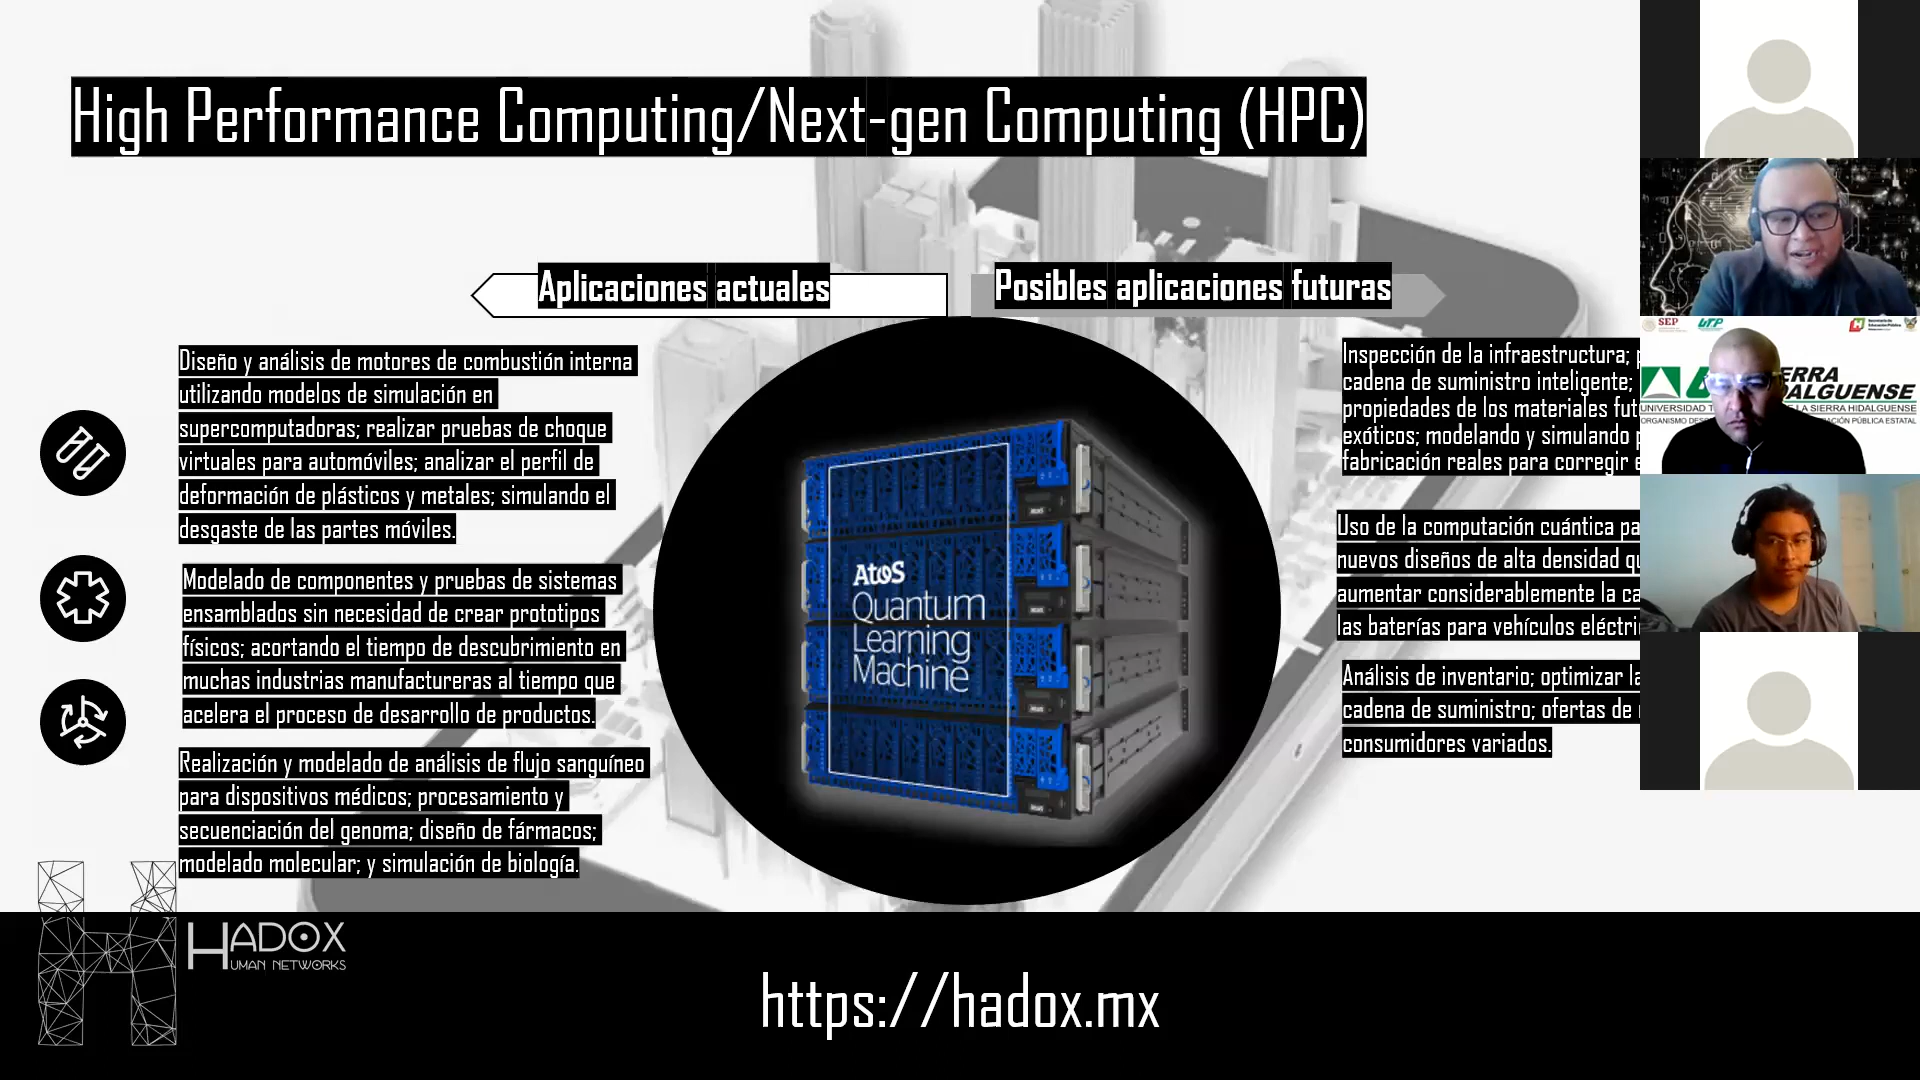 High Performance Computing/Next-gen Computing (HPC)
Aplicaciones actuales
Posibles aplicaciones futuras
Diseño y análisis de motores de combustión interna
utilizando modelos de simulación en
supercomputadoras; realizar pruebas de choque
virtuales para automóviles; analizar el perfil de
deformación de plásticos y metales; simulando el
desgaste de las partes móviles.
Modelado de componentes y pruebas de sistemas
ensamblados sin necesidad de crear prototipos
físicos; acortando el tiempo de descubrimiento en
muchas industrias manufactureras al tiempo que
acelera el proceso de desarrollo de productos.
Realización y modelado de análisis de flujo sanguíneo
para dispositivos médicos; procesamiento y
secuenciación del genoma; diseño de fármacos;
modelado molecular; y simulación de biología.
Atos
Quantum
Learning
Machine
Inspección de la infraestructura;
cadena de suministro inteligente;
propiedades de los materiales
exóticos; modelando y simulando
fabricación reales para corregir
Uso de la computación cuántica
nuevos diseños de alta densidad
aumentar considerablemente la
las baterías para vehículos
Análisis de inventario; optimizar
cadena de suministro; ofertas de
consumidores variados.
SEP
HADOX
HUMAN NETWORKS
https://hadox.mx